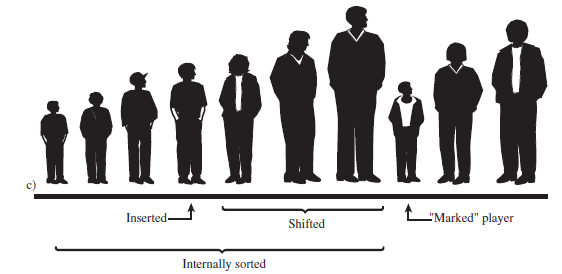 c)
Inserted
Shifted
"Marked" player
Internally sorted